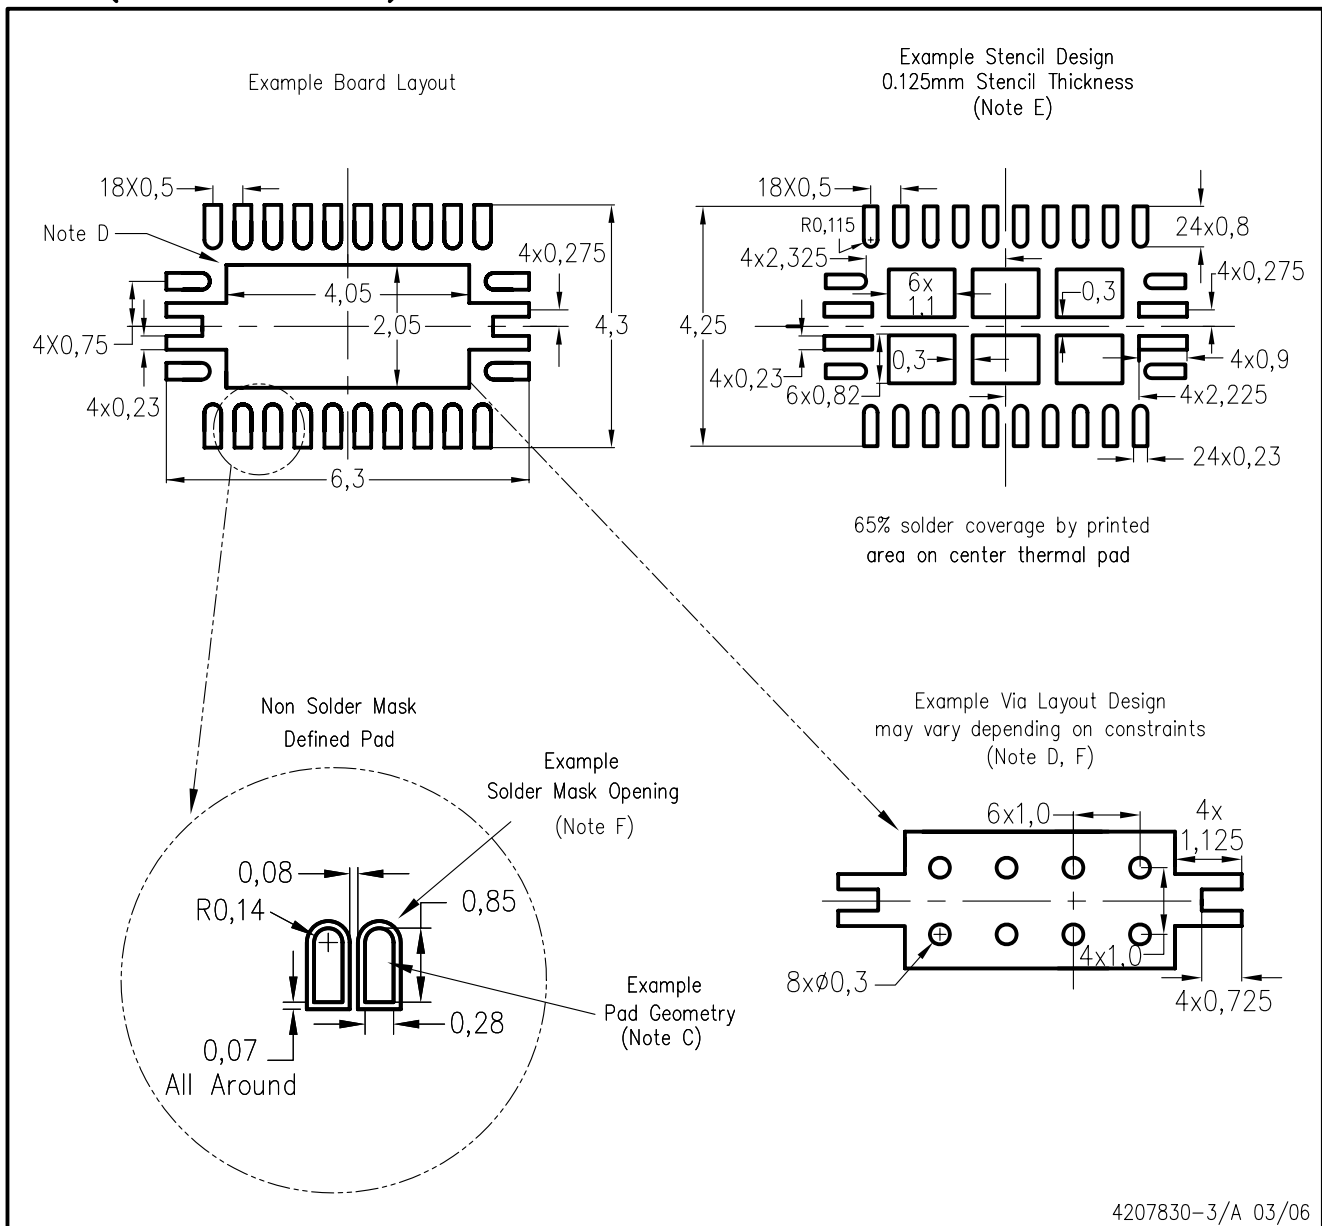 Example Board Layout
18X0,5
Note D
4x0,275
4,05
2,05
4,3
4X0,75
4x0,23
6,3
Example Stencil Design
0.125mm Stencil Thickness
(Note E)
18X0,5
R0,115
24x0,8
4x2,325
4x0,275
6x
1,1
0,3
4,25
0,3
4x0,9
4x0,23
6x0,82
4x2,225
24x0,23
65% solder coverage by printed
area on center thermal pad
Non Solder Mask
Defined Pad
Example
Solder Mask Opening
(Note F)
0,08
R0,14
0,85
Example
Pad Geometry
(Note C)
0,28
0,07
All Around
Example Via Layout Design
may vary depending on constraints
(Note D, F)
6x1,0
4x
1,125
4x1,0
8xø0,3
4x0,725
4207830-3/A 03/06